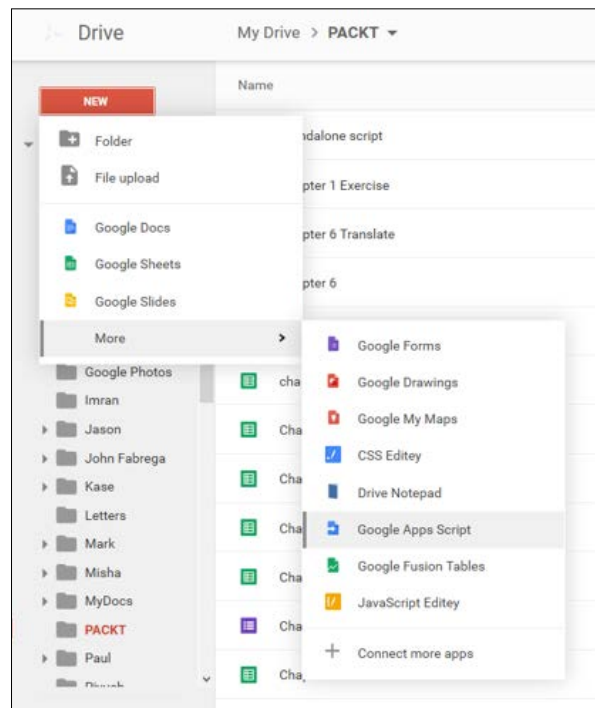 Drive
My Drive > PACKT
NEW
Name
Folder
File upload
Google Docs
Google Sheets
Google Slides
More
dalone script
pter 1 Exercise
pter 6 Translate
pter 6
Google Forms
Google Drawings
Google My Maps
CSS Editey
Drive Notepad
Google Apps Script
Google Fusion Tables
JavaScript Editey
Connect more apps
Google Photos
Imran
Jason
John Fabrega
Kase
Letters
Mark
Misha
MyDocs
PACKT
Paul
cha
Cha
Cha
Cha
Cha
Cha
Cha